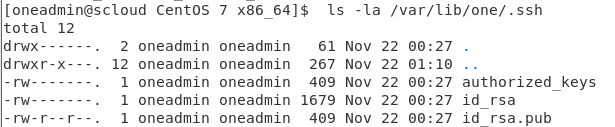 [oneadmin@scloud CentOS 7 x86_64]$  ls -la /var/lib/one/.ssh
total 12
drwx------.  2 oneadmin oneadmin   61 Nov 22 00:27 .
drwxr-x---. 12 oneadmin oneadmin  267 Nov 22 01:10 ..
-rw-------.  1 oneadmin oneadmin  409 Nov 22 00:27 authorized_keys
-rw-------.  1 oneadmin oneadmin 1679 Nov 22 00:27 id_rsa
-rw-r--r--.  1 oneadmin oneadmin  409 Nov 22 00:27 id_rsa.pub